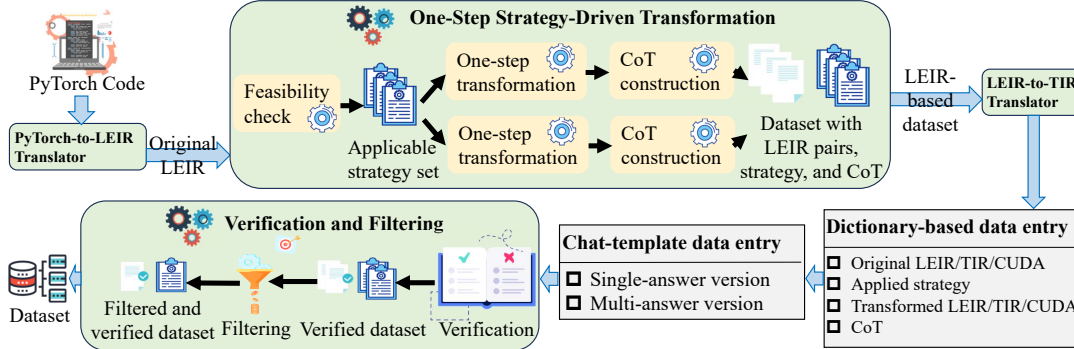 PyTorch Code
PyTorch-to-LEIR
Translator
Original
LEIR
One-Step Strategy-Driven Transformation
Feasibility
check
Applicable
strategy set
One-step
transformation
CoT
construction
One-step
transformation
CoT
construction
Dataset with
LEIR pairs,
strategy, and CoT
LEIR-
based
dataset
LEIR-to-TIR
Translator
Dictionary-based data entry
Original LEIR/TIR/CUDA
Applied strategy
Transformed LEIR/TIR/CUDA
CoT
Chat-template data entry
Single-answer version
Multi-answer version
Verification and Filtering
Verification
Verified dataset
Filtering
Filtered and
verified dataset
Dataset